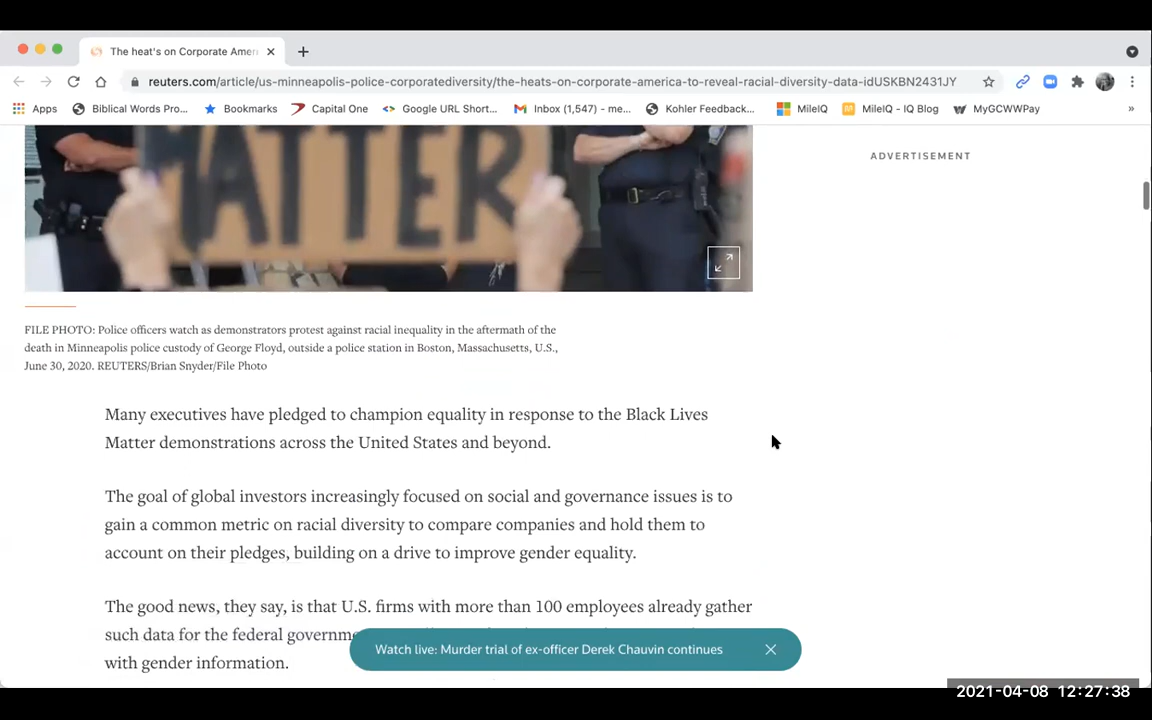 The heat's on Corporate Amer
reuters.com/article/us-minneapolis-police-corporatediversity/the-heats-on-corporate-america-to-reveal-racial-diversity-data-idUSKBN2431JY
Apps Biblical Words Pro... Bookmarks Capital One Google URL Short... Inbox (1,547) - me... Kohler Feedback... MileIQ MileIQ - IQ Blog MyGCWWPay »
MATTER
ADVERTISEMENT
FILE PHOTO: Police officers watch as demonstrators protest against racial inequality in the aftermath of the
death in Minneapolis police custody of George Floyd, outside a police station in Boston, Massachusetts, U.S.,
June 30, 2020. REUTERS/Brian Snyder/File Photo
Many executives have pledged to champion equality in response to the Black Lives
Matter demonstrations across the United States and beyond.
The goal of global investors increasingly focused on social and governance issues is to
gain a common metric on racial diversity to compare companies and hold them to
account on their pledges, building on a drive to improve gender equality.
The good news, they say, is that U.S. firms with more than 100 employees already gather
such data for the federal governme
with gender information.
Watch live: Murder trial of ex-officer Derek Chauvin continues
2021-04-08 12:27:38